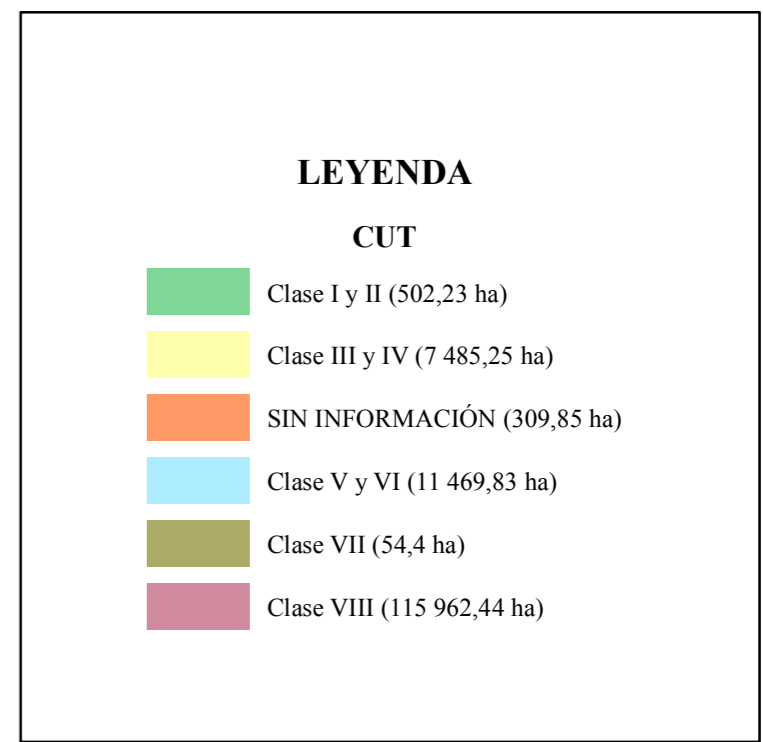 LEYENDA
CUT
Clase I y II (502,23 ha)
Clase III y IV (7 485,25 ha)
SIN INFORMACIÓN (309,85 ha)
Clase V y VI (11 469,83 ha)
Clase VII (54,4 ha)
Clase VIII (115 962,44 ha)